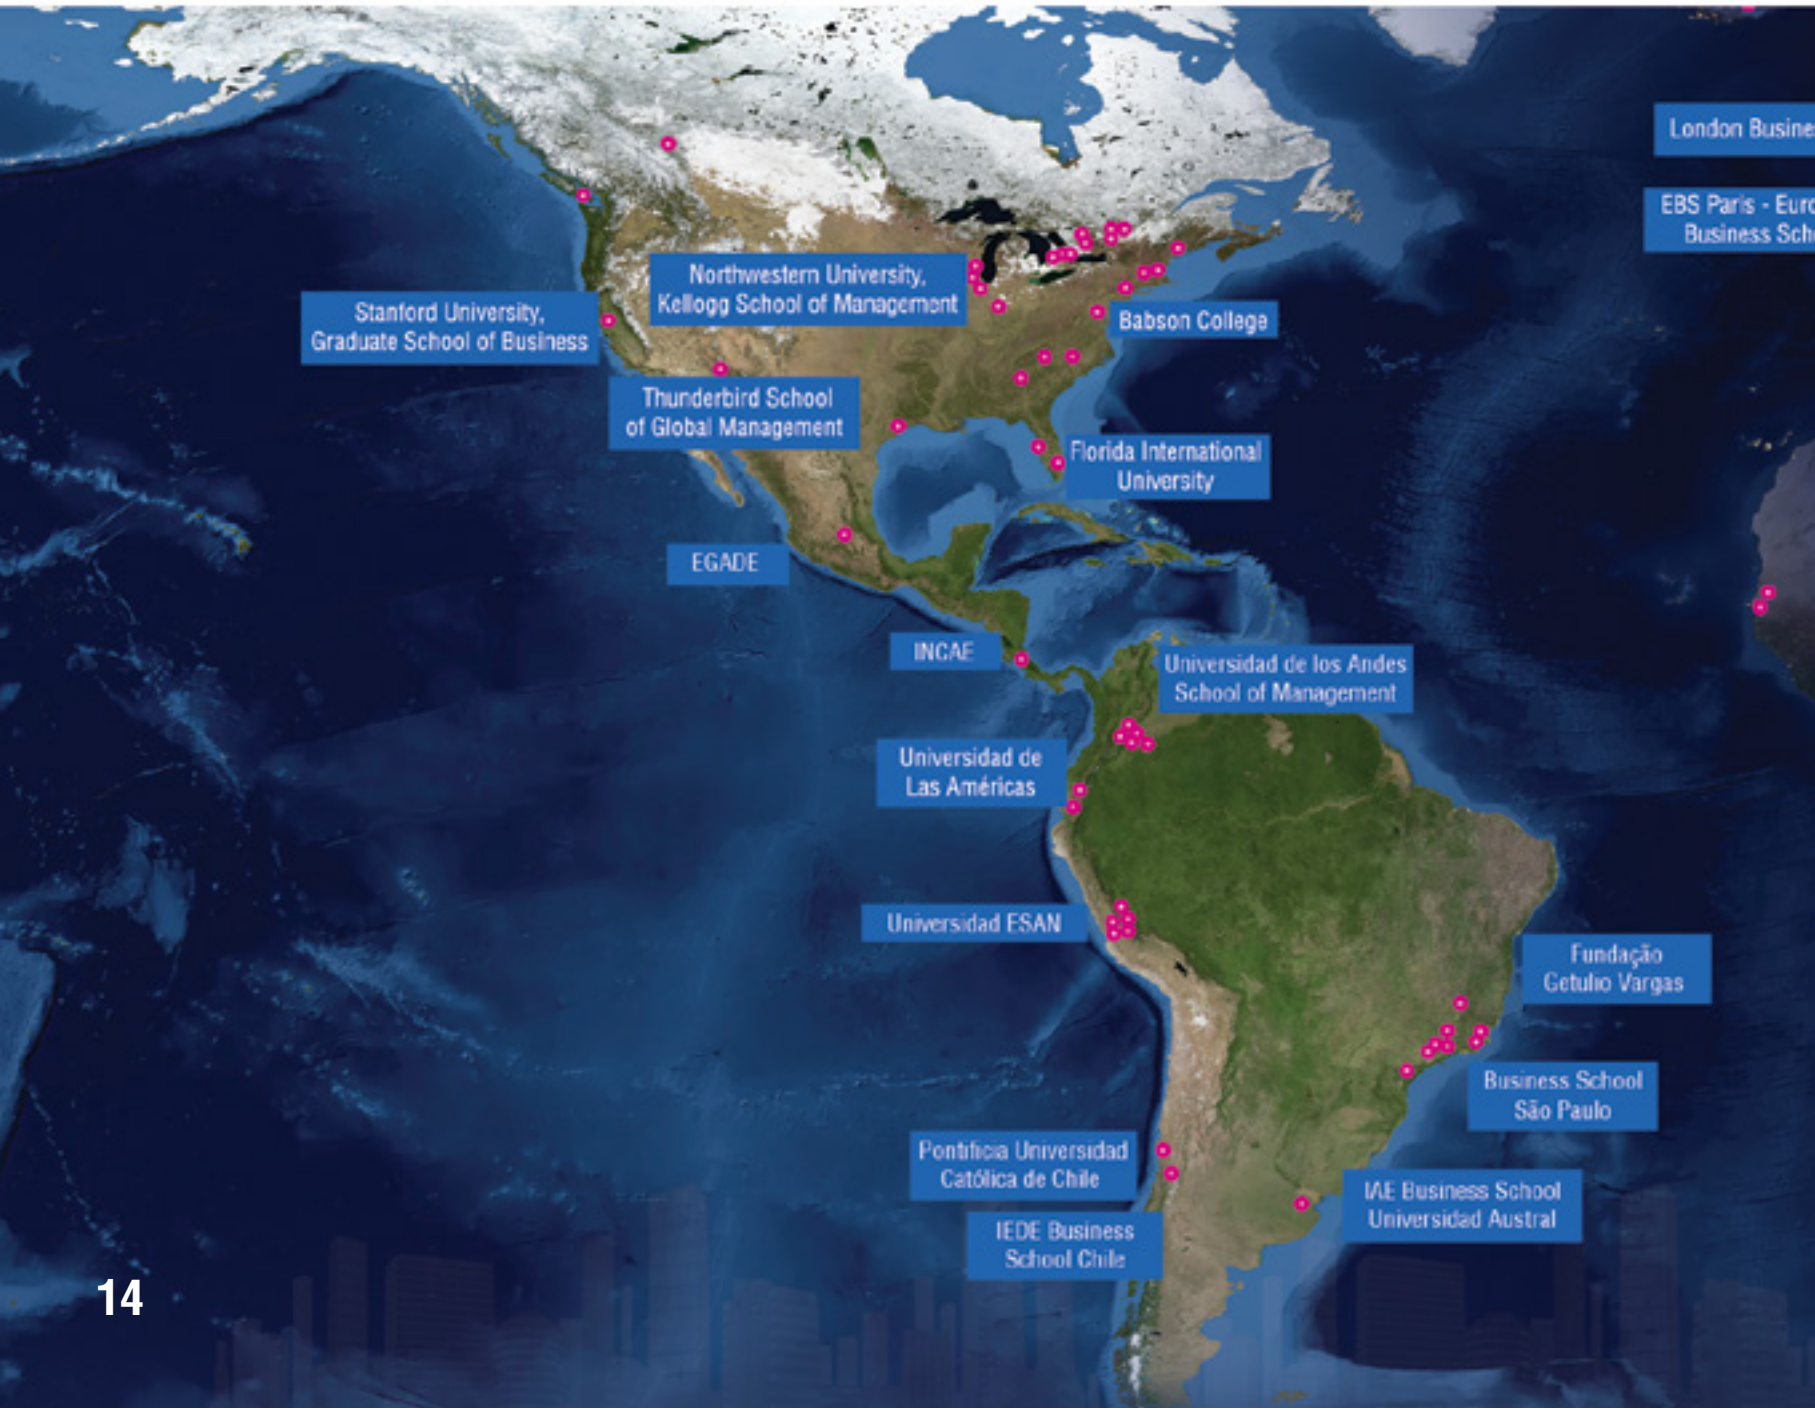 London Busine
EBS Paris - Euro
Business Sch
Northwestern University,
Kellogg School of Management
Stanford University,
Graduate School of Business
Babson College
Thunderbird School
of Global Management
Florida International
University
EGADE
INCAE
Universidad de los Andes
School of Management
Universidad de
Las Américas
Universidad ESAN
Fundação
Getulio Vargas
Business School
São Paulo
Pontificia Universidad
Católica de Chile
IAE Business School
Universidad Austral
IEDE Business
School Chile
14